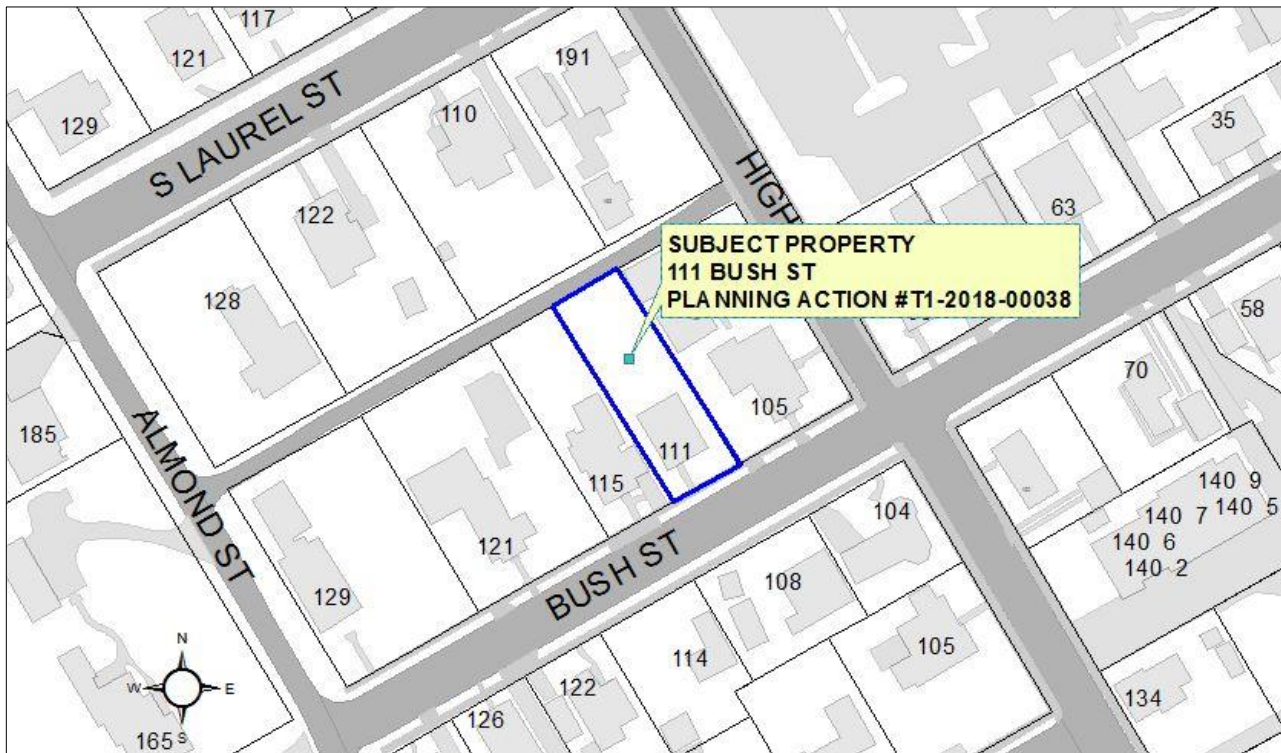 117
121
191
129
S LAUREL ST
110
35
HIGH
122
63
SUBJECT PROPERTY
111 BUSH ST
PLANNING ACTION #T1-2018-00038
128
58
70
185
105
ALMOND ST
111
115
140 9
140 7 140 5
140 6
140 2
104
121
BUSH ST
129
108
114
105
N
W E
S
122
126
134
165